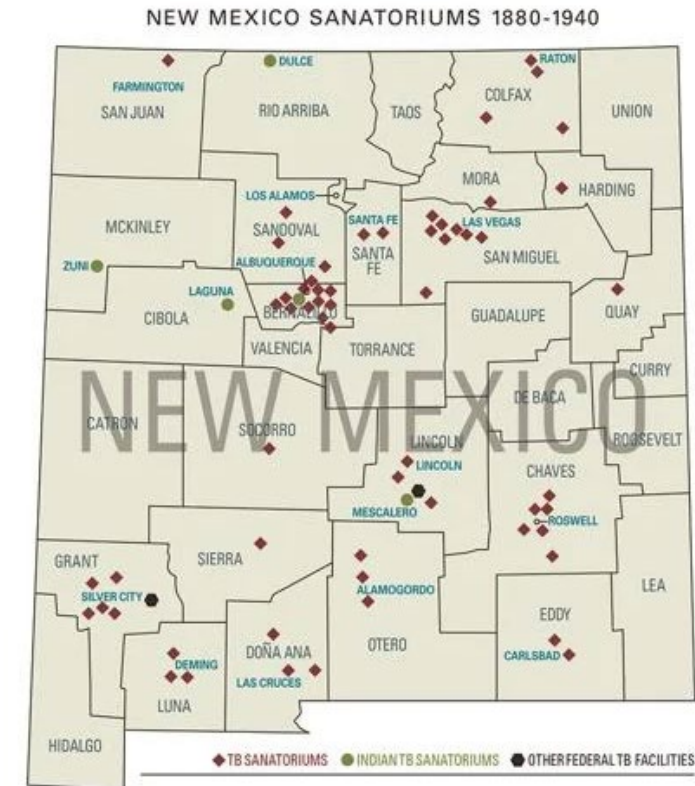 NEW MEXICO SANATORIUMS 1880-1940
FARMINGTON
SAN JUAN
DULCE
RIO ARRIBA
TAOS
RATON
COLFAX
UNION
MORA
HARDING
LOS ALAMOS
SANDOVAL
SANTA FE
SANTA
FE
LAS VEGAS
SAN MIGUEL
MCKINLEY
ZUNI
LAGUNA
CIBOLA
ALBUQUERQUE
BERNALILLO
VALENCIA
TORRANCE
GUADALUPE
QUAY
CURRY
NEW MEXICO
DE BACA
ROOSEVELT
CATRON
SOCORRO
LINCOLN
LINCOLN
MESCALERO
CHAVES
ROSWELL
GRANT
SILVER CITY
SIERRA
ALAMOGORDO
OTERO
LEA
EDDY
CARLSBAD
DOÑA ANA
LAS CRUCES
DEMING
LUNA
HIDALGO
TB SANATORIUMS INDIAN TB SANATORIUMS OTHER FEDERAL TB FACILITIES